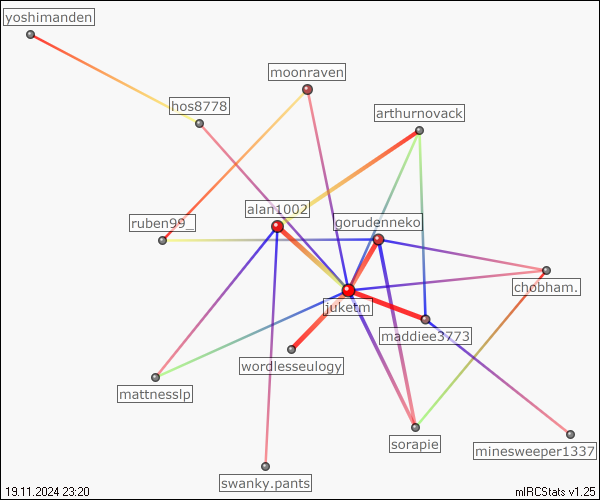 yoshimanden
moonraven
hos8778
arthurnovack
alan1002
ruben99_
gorudenneko
chobham.
juketm
maddiee3773
wordlesseulogy
mattnesslp
sorapie
minesweeper1337
swanky.pants
19.11.2024 23:20
mIRCStats v1.25